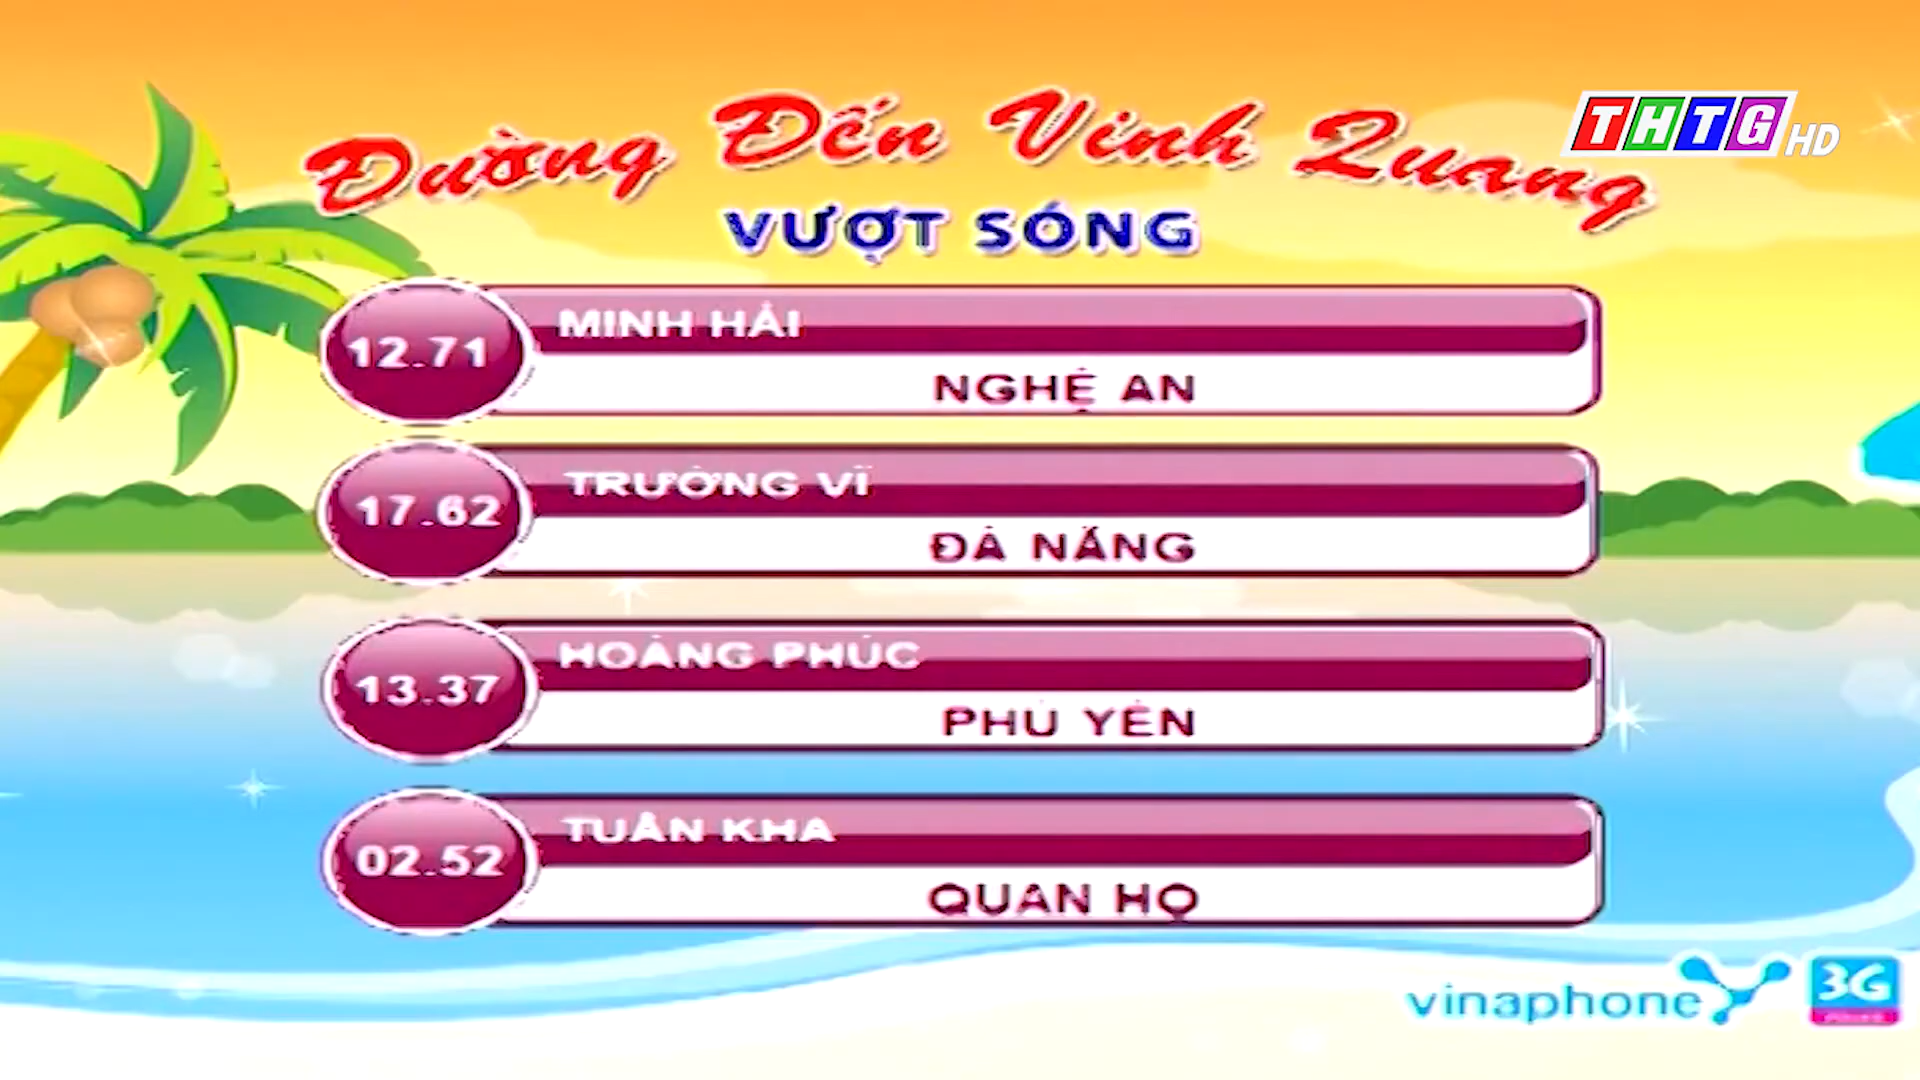 Đường Đến Vinh Quang
THTG HD
VƯỢT SÓNG
MINH HẢI
12.71
NGHỆ AN
TRƯỜNG VĨ
17.62
ĐÀ NẴNG
HOÀNG PHÚC
13.37
PHÚ YÊN
TUẤN KHA
02.52
QUAN HỌ
vinaphone
3G